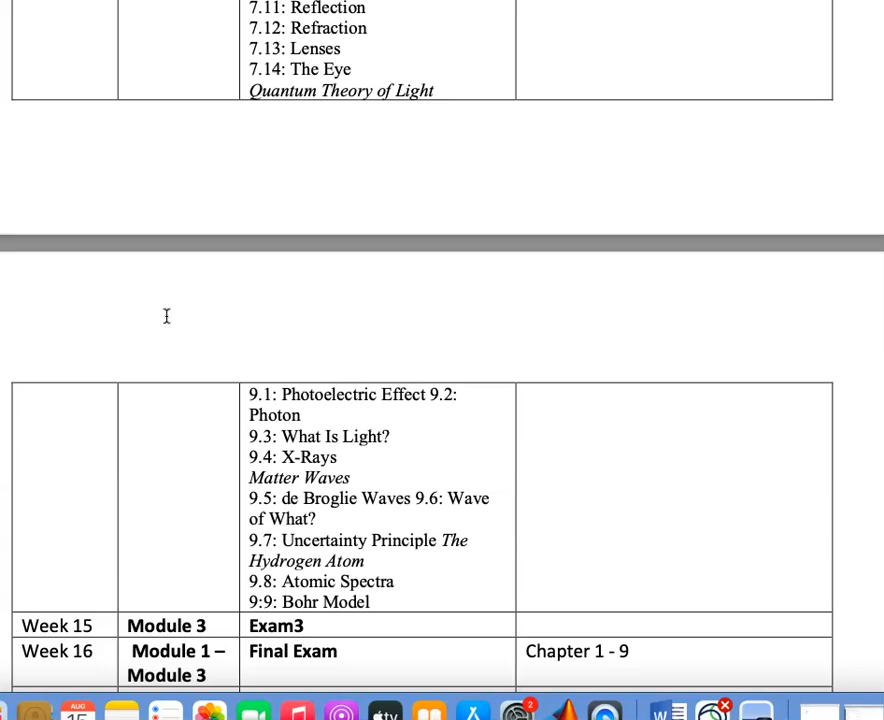 7.11: Reflection
7.12: Refraction
7.13: Lenses
7.14: The Eye
Quantum Theory of Light
9.1: Photoelectric Effect 9.2:
Photon
9.3: What Is Light?
9.4: X-Rays
Matter Waves
9.5: de Broglie Waves 9.6: Wave
of What?
9.7: Uncertainty Principle The
Hydrogen Atom
9.8: Atomic Spectra
9:9: Bohr Model
Week 15 Module 3 Exam3
Week 16 Module 1 – Final Exam Chapter 1 - 9
Module 3
AUG
2
tv
W